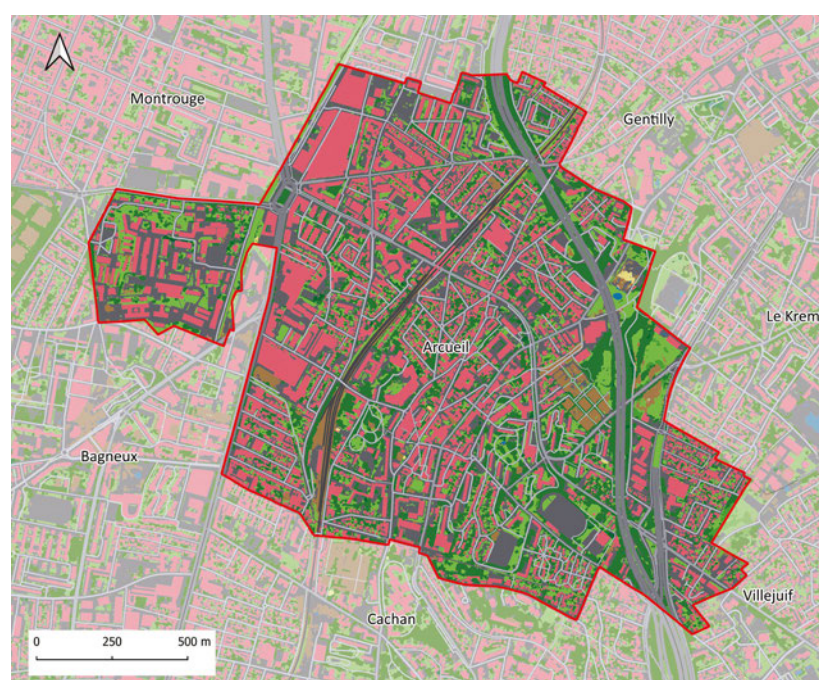 Montrouge
Gentilly
Le Krem
Arcueil
Bagneux
Villejuif
Cachan
0 250 500 m